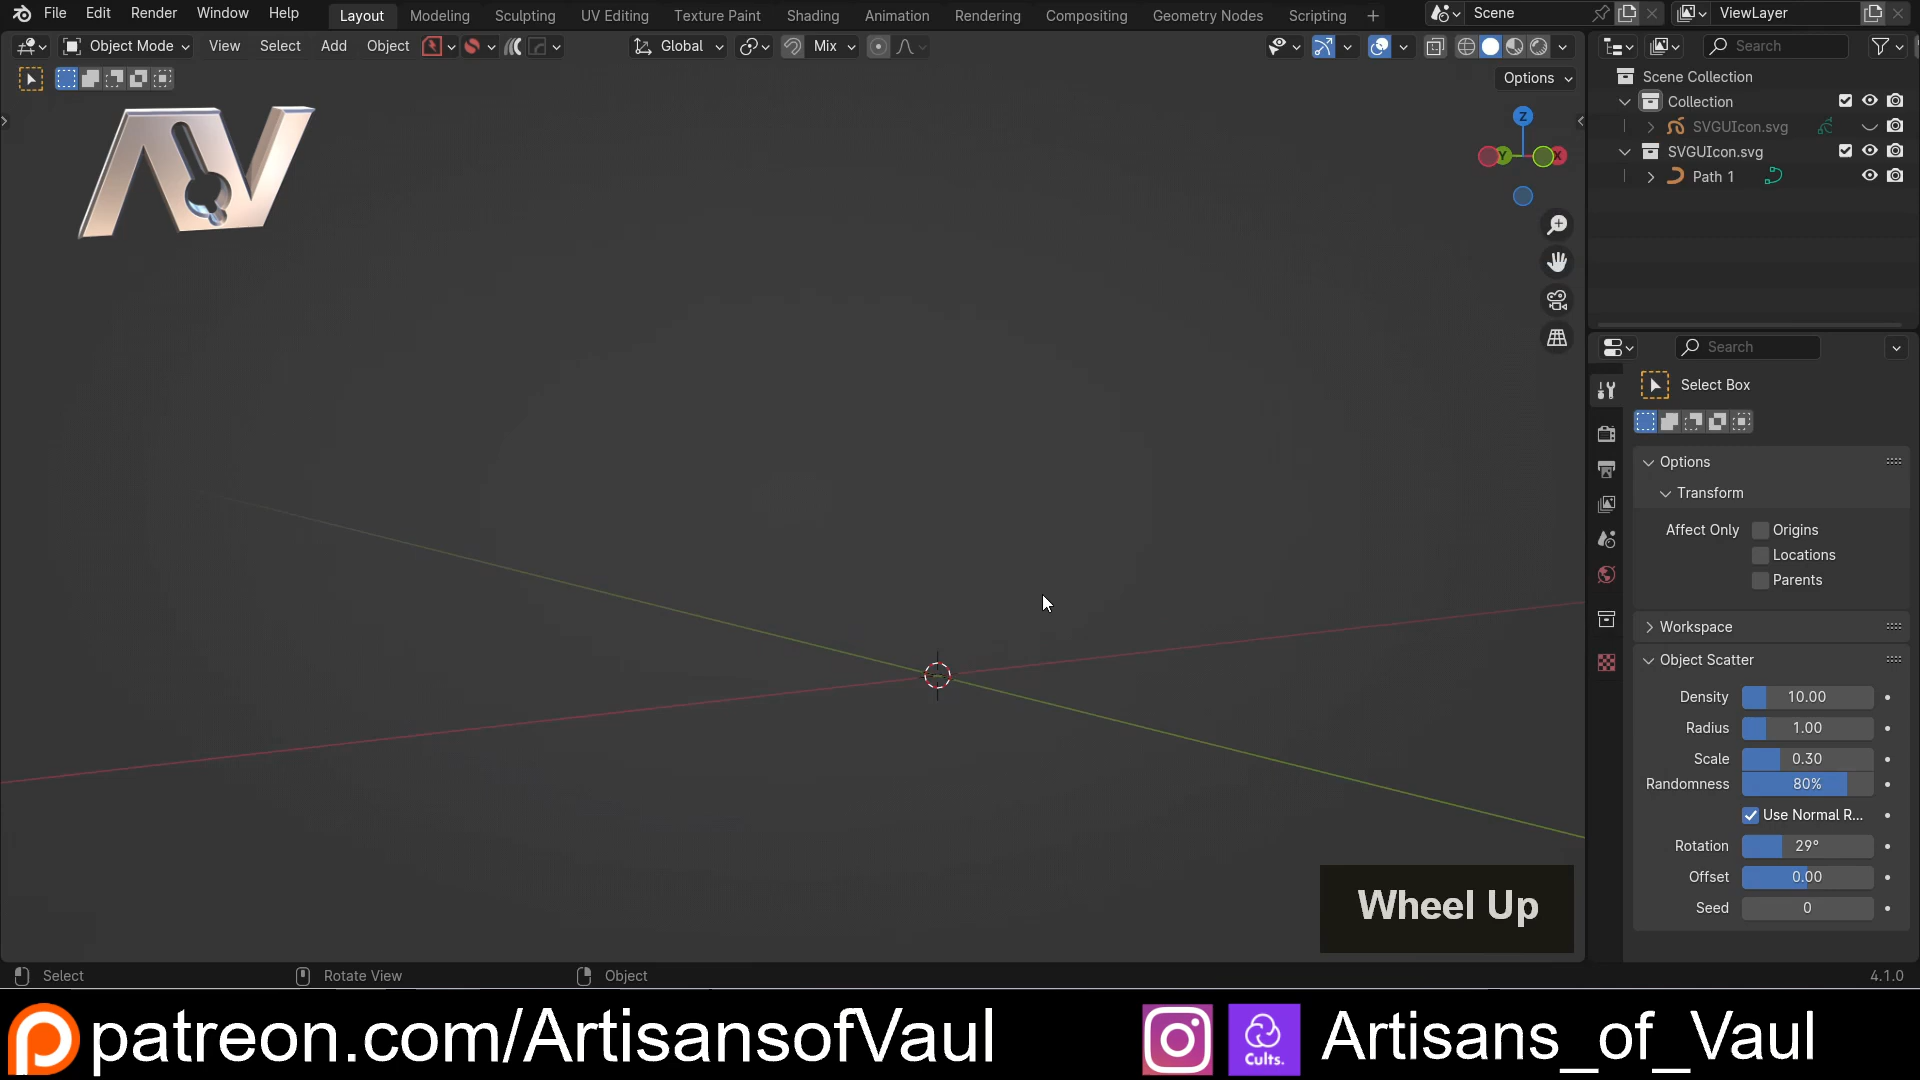 File Edit Render Window Help Layout Modeling Sculpting UV Editing Texture Paint Shading Animation Rendering Compositing Geometry Nodes Scripting + Scene ViewLayer
Object Mode View Select Add Object Global Mix Search
Options
Scene Collection
Collection
SVGUIcon.svg
SVGUIcon.svg
Path 1
Z
Y
X
AV
Search
Select Box
Options
Transform
Affect Only Origins
Locations
Parents
Workspace
Object Scatter
Density 10.00
Radius 1.00
Scale 0.30
Randomness 80%
Use Normal R...
Rotation 29°
Offset 0.00
Seed 0
Wheel Up
Select Rotate View Object 4.1.0
patreon.com/ArtisansofVaul Cults. Artisans_of_Vaul